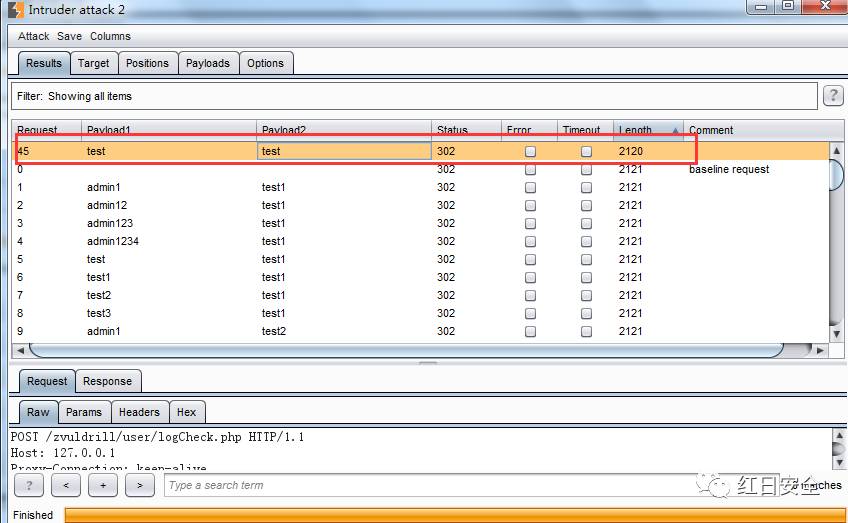 Intruder attack 2
Attack Save Columns
Results Target Positions Payloads Options
Filter: Showing all items ?
Request Payload1 Payload2 Status Error Timeout Length Comment
45 test test 302 2120
0 302 2121 baseline request
1 admin1 test1 302 2121
2 admin12 test1 302 2121
3 admin123 test1 302 2121
4 admin1234 test1 302 2121
5 test test1 302 2121
6 test1 test1 302 2121
7 test2 test1 302 2121
8 test3 test1 302 2121
9 admin1 test2 302 2121
Request Response
Raw Params Headers Hex
POST /zvuldrill/user/logCheck.php HTTP/1.1
Host: 127.0.0.1
Proxy-Connection: keep-alive
? < + > Type a search term matches
红日安全
Finished